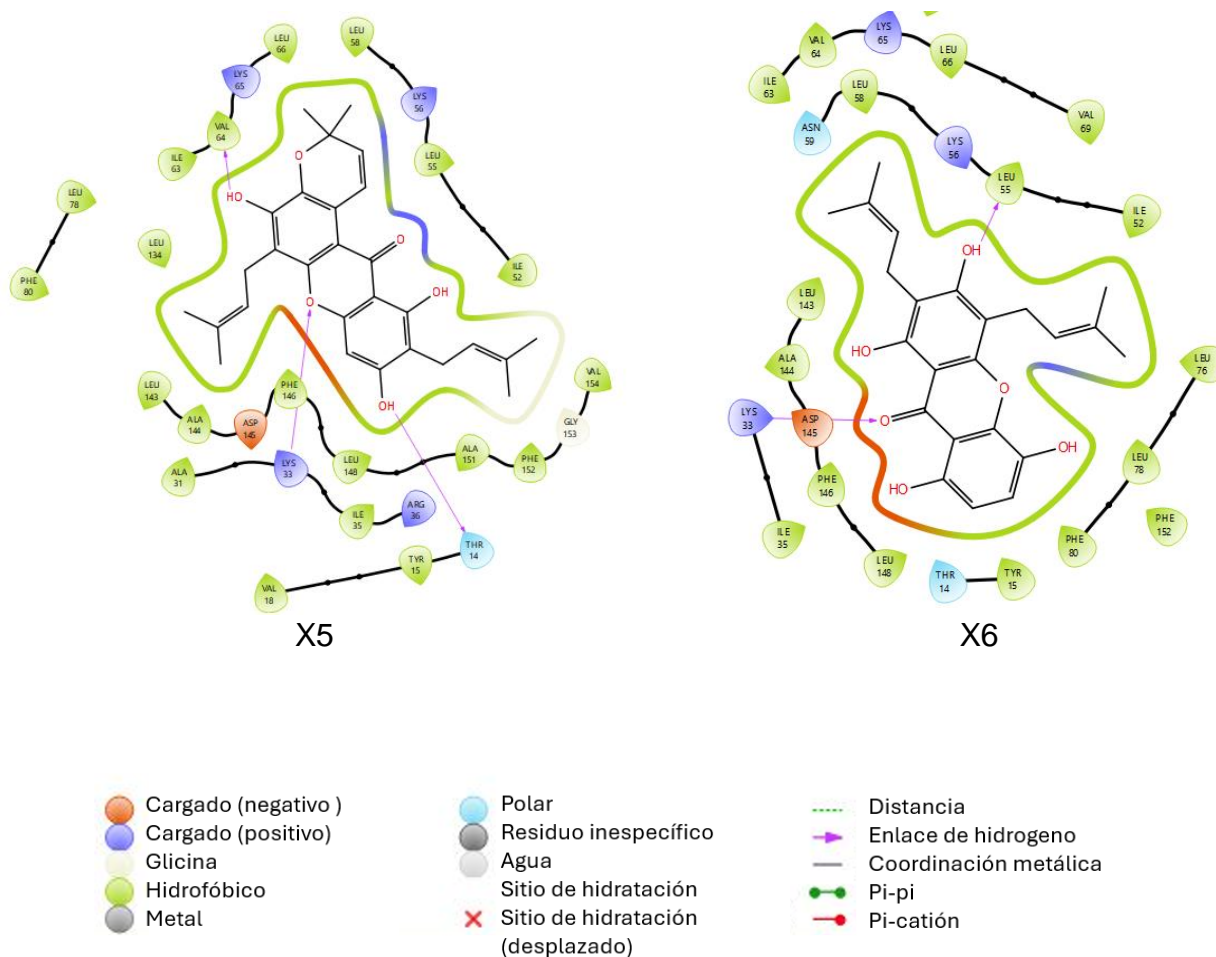 LEU
66
LYS
65
VAL
64
ILE
63
LEU
58
LYS
56
LEU
55
ILE
52
LEU
78
PHE
80
LEU
134
O
HO
O
O
OH
OH
LEU
143
ALA
144
ASP
145
PHE
146
LEU
148
ALA
151
PHE
152
GLY
153
VAL
154
ALA
31
LYS
33
ILE
35
ARG
36
THR
14
TYR
15
VAL
18
X5
ILE
63
VAL
64
LYS
65
LEU
66
VAL
69
ASN
59
LEU
58
LYS
56
LEU
55
ILE
52
LEU
143
ALA
144
ASP
145
PHE
146
LEU
148
LYS
33
ILE
35
OH
HO
O
O
OH
HO
LEU
76
LEU
78
PHE
80
PHE
152
THR
14
TYR
15
X6
Cargado (negativo )
Cargado (positivo)
Glicina
Hidrofóbico
Metal
Polar
Residuo inespecífico
Agua
Sitio de hidratación
Sitio de hidratación
(desplazado)
Distancia
Enlace de hidrogeno
Coordinación metálica
Pi-pi
Pi-catión